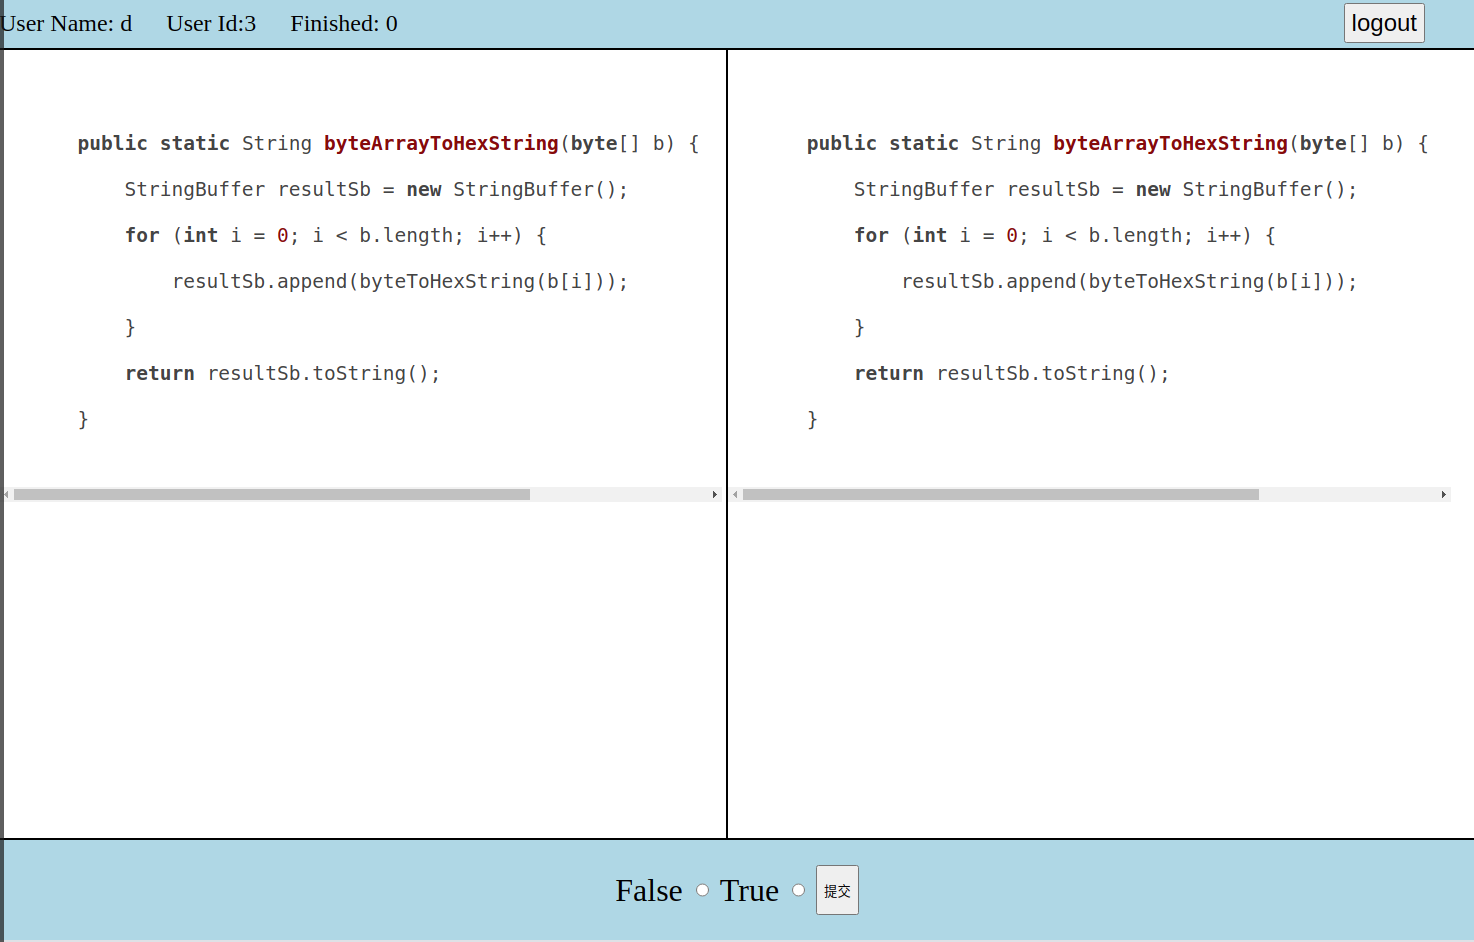 User Name: d User Id:3 Finished: 0 logout
public static String byteArrayToHexString(byte[] b) {
StringBuffer resultSb = new StringBuffer();
for (int i = 0; i < b.length; i++) {
resultSb.append(byteToHexString(b[i]));
}
return resultSb.toString();
}
public static String byteArrayToHexString(byte[] b) {
StringBuffer resultSb = new StringBuffer();
for (int i = 0; i < b.length; i++) {
resultSb.append(byteToHexString(b[i]));
}
return resultSb.toString();
}
False True 提交